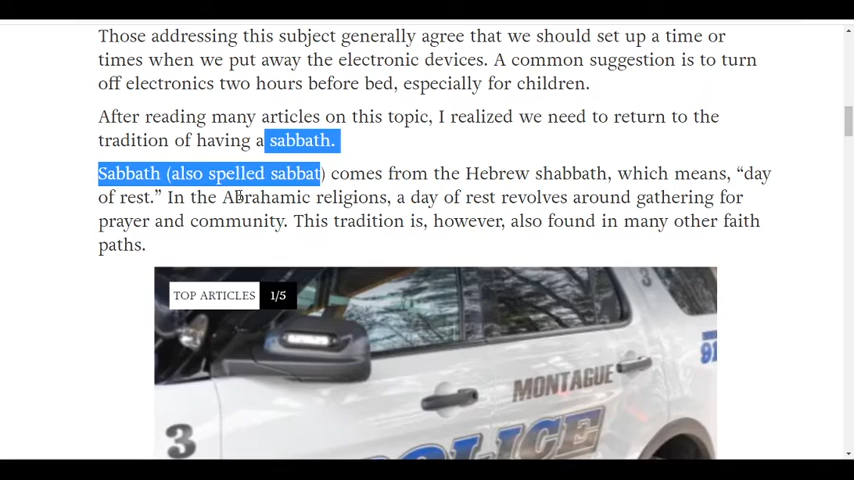 Those addressing this subject generally agree that we should set up a time or
times when we put away the electronic devices. A common suggestion is to turn
off electronics two hours before bed, especially for children.
After reading many articles on this topic, I realized we need to return to the
tradition of having a sabbath.
Sabbath (also spelled sabbat) comes from the Hebrew shabbath, which means, “day
of rest.” In the Abrahamic religions, a day of rest revolves around gathering for
prayer and community. This tradition is, however, also found in many other faith
paths.
TOP ARTICLES 1/5
3
MONTAGUE
91
3
POLICE